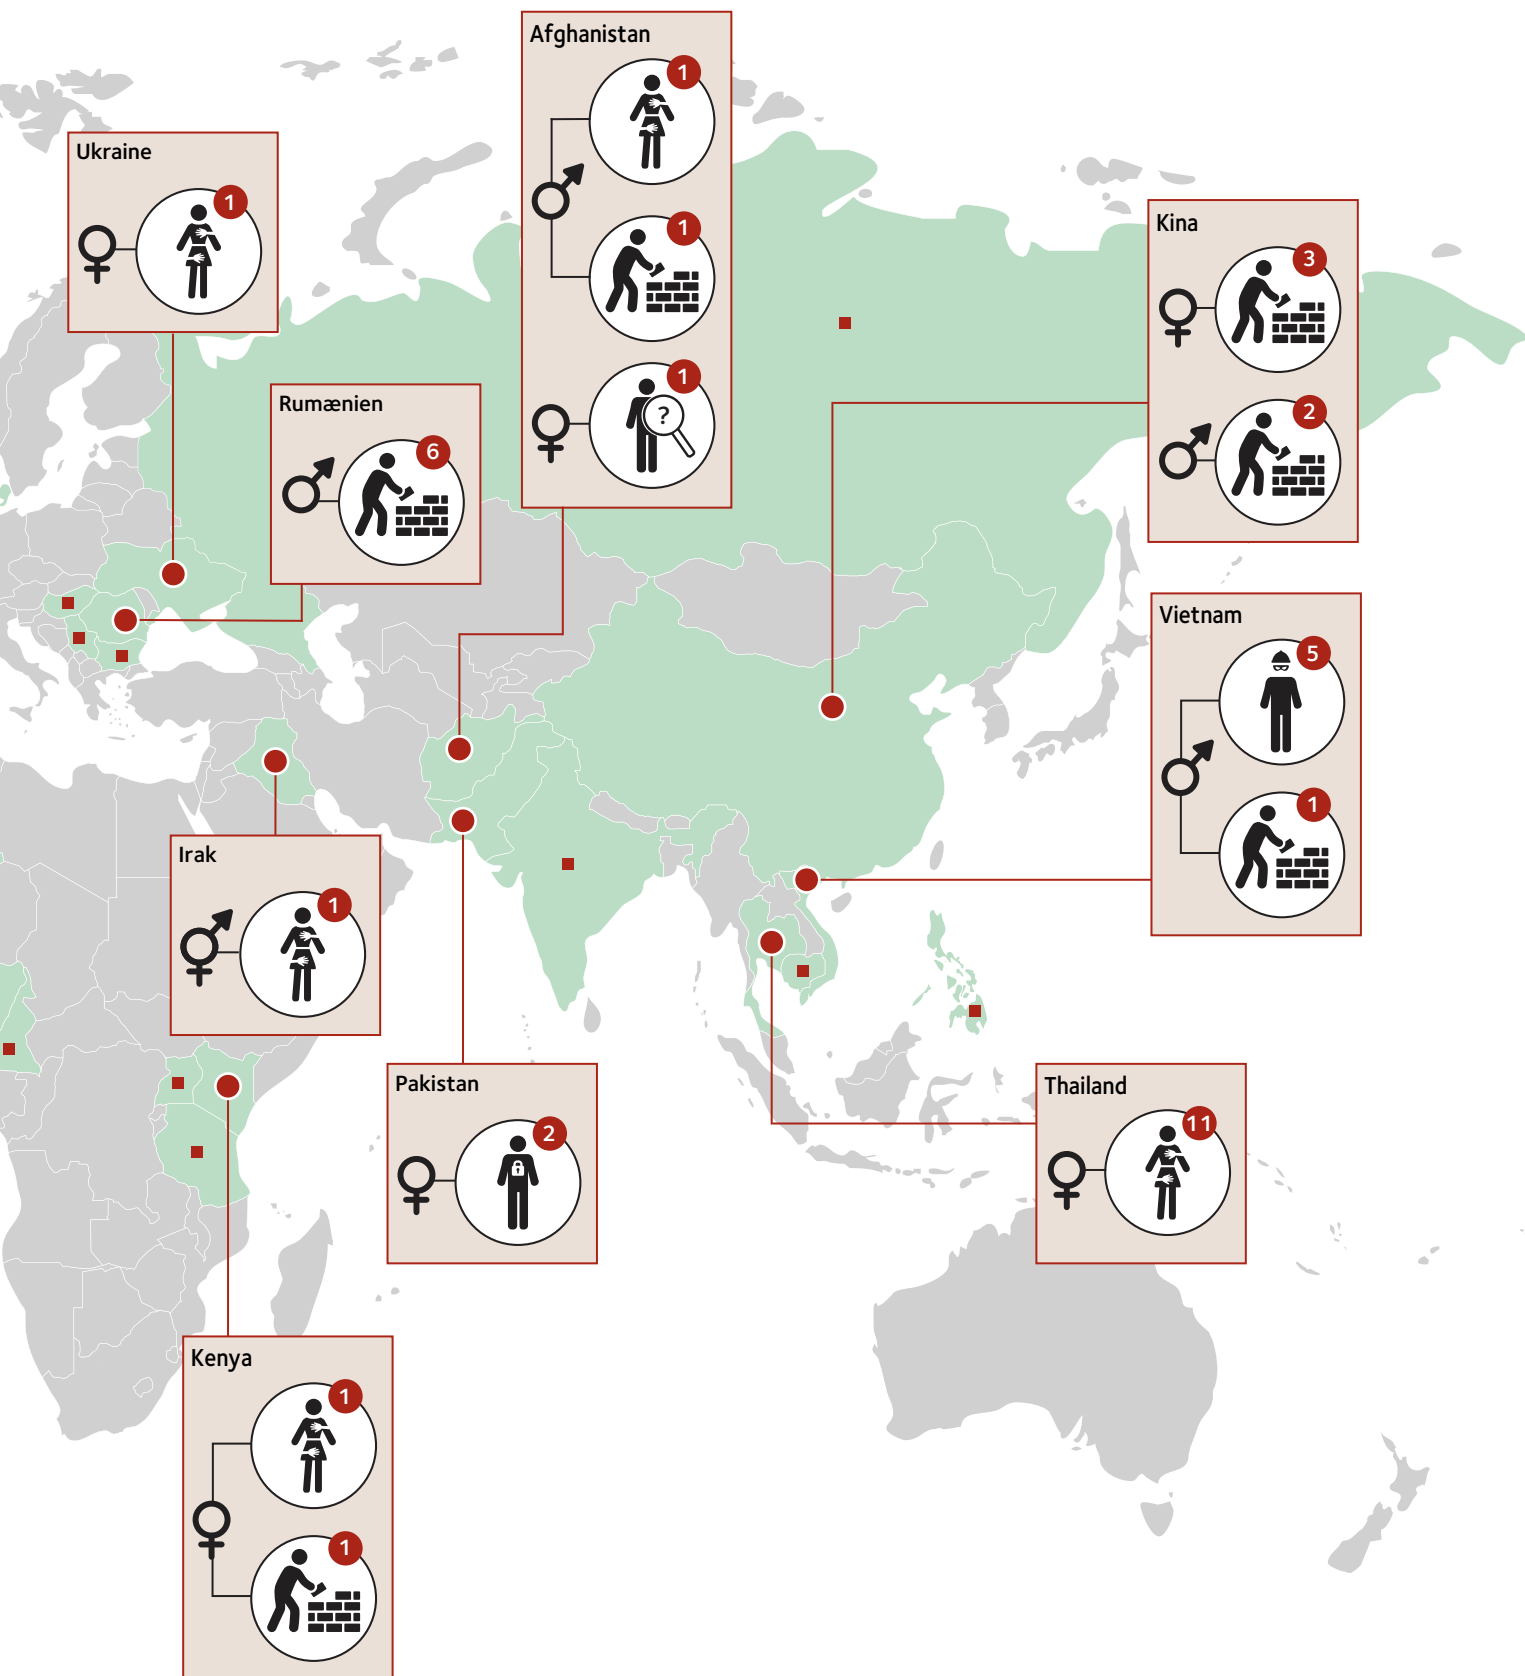 Afghanistan
1
1
1
?
Ukraine
1
Kina
3
2
Rumænien
6
Vietnam
5
1
Irak
1
Pakistan
2
Thailand
11
Kenya
1
1